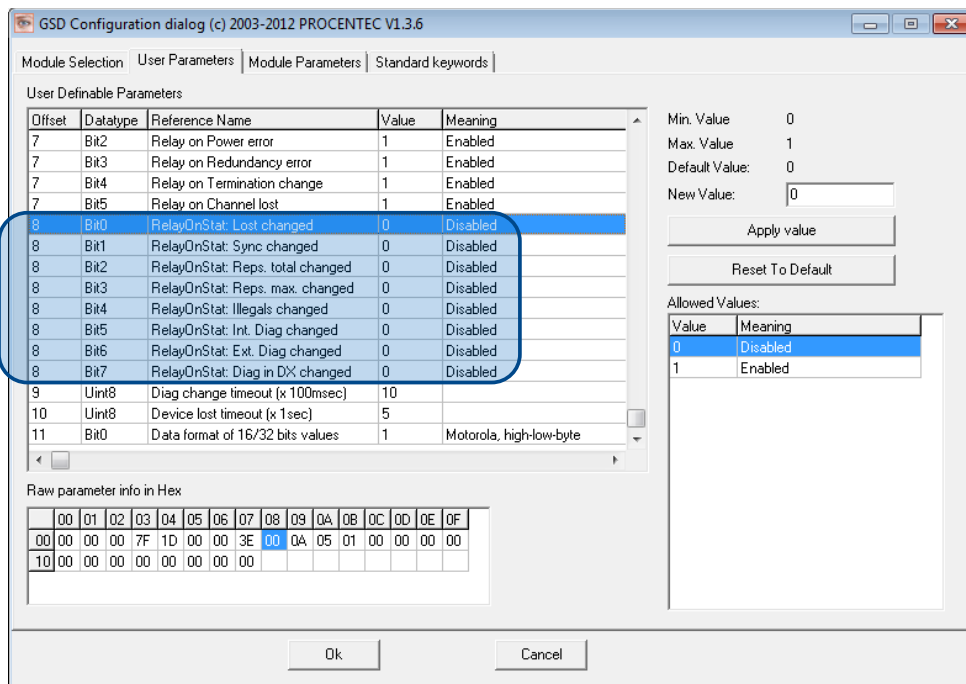 GSD Configuration dialog (c) 2003-2012 PROCENTEC V1.3.6
Module Selection User Parameters Module Parameters Standard keywords
User Definable Parameters
Offset Datatype Reference Name Value Meaning
7 Bit2 Relay on Power error 1 Enabled
7 Bit3 Relay on Redundancy error 1 Enabled
7 Bit4 Relay on Termination change 1 Enabled
7 Bit5 Relay on Channel lost 1 Enabled
8 Bit0 RelayOnStat: Lost changed 0 Disabled
8 Bit1 RelayOnStat: Sync changed 0 Disabled
8 Bit2 RelayOnStat: Reps. total changed 0 Disabled
8 Bit3 RelayOnStat: Reps. max. changed 0 Disabled
8 Bit4 RelayOnStat: Illegals changed 0 Disabled
8 Bit5 RelayOnStat: Int. Diag changed 0 Disabled
8 Bit6 RelayOnStat: Ext. Diag changed 0 Disabled
8 Bit7 RelayOnStat: Diag in DX changed 0 Disabled
9 Uint8 Diag change timeout (x 100msec) 10
10 Uint8 Device lost timeout (x 1sec) 5
11 Bit0 Data format of 16/32 bits values 1 Motorola, high-low-byte
Min. Value 0
Max. Value 1
Default Value: 0
New Value: 0
Apply value
Reset To Default
Allowed Values:
Value Meaning
0 Disabled
1 Enabled
Raw parameter info in Hex
00 01 02 03 04 05 06 07 08 09 0A 0B 0C 0D 0E 0F
00 00 00 00 7F 1D 00 00 3E 00 0A 05 01 00 00 00 00
10 00 00 00 00 00 00 00 00
Ok Cancel